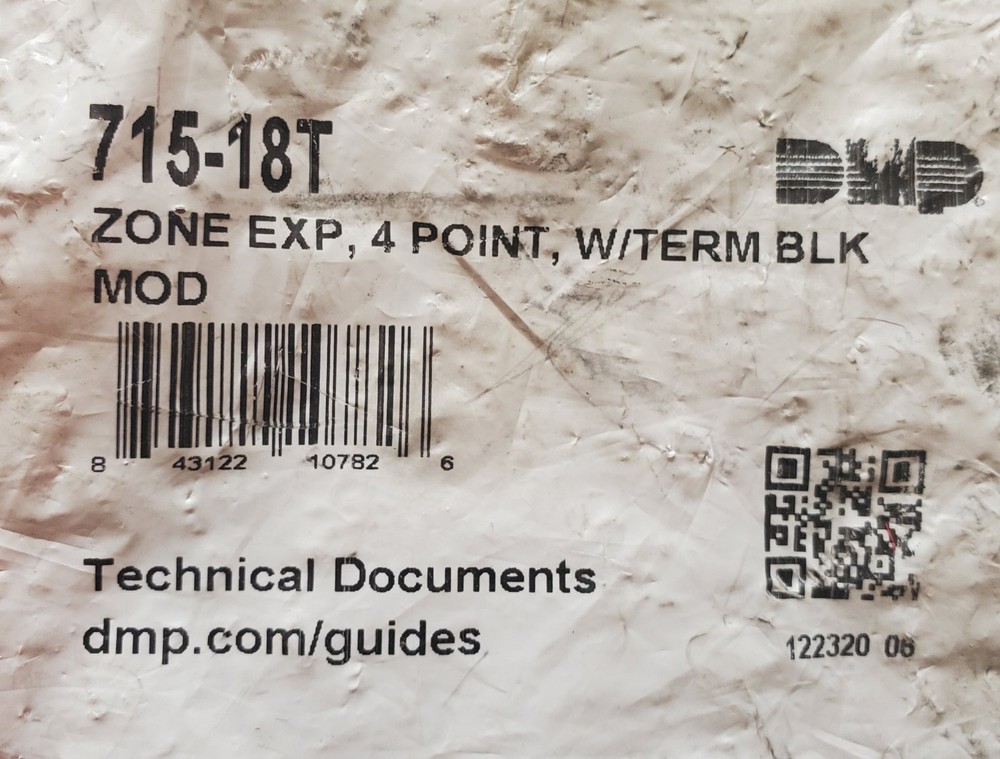 715-18T
DMP
ZONE EXP, 4 POINT, W/TERM BLK
MOD
8 43122 10782 6
Technical Documents
dmp.com/guides
122320 06